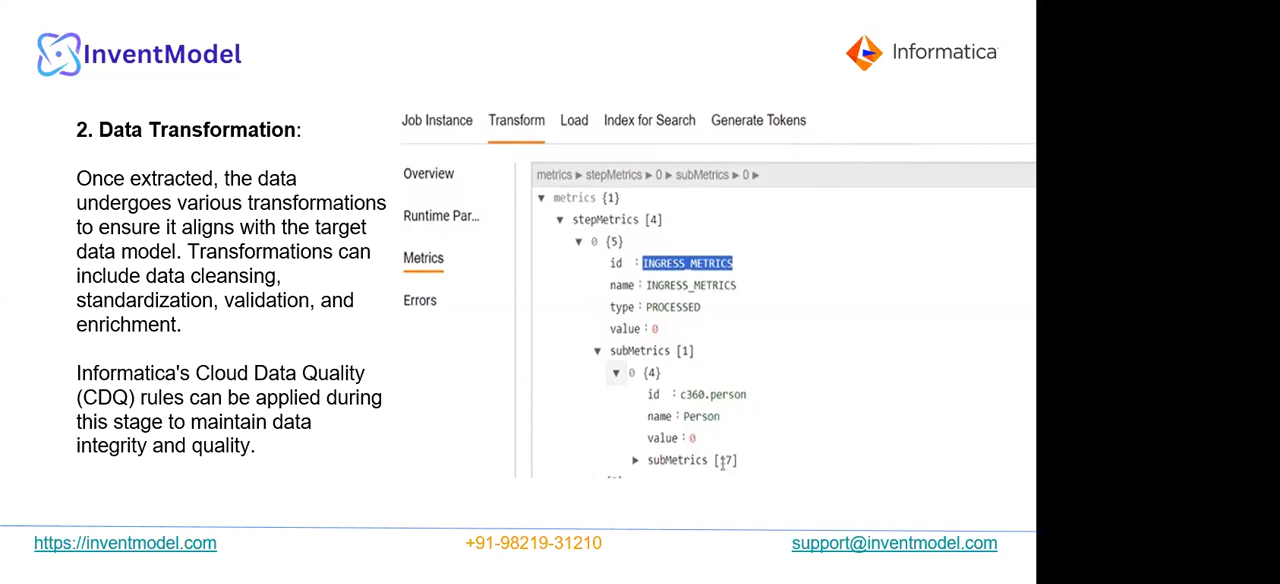 InventModel
Informatica
2. Data Transformation:
Once extracted, the data
undergoes various transformations
to ensure it aligns with the target
data model. Transformations can
include data cleansing,
standardization, validation, and
enrichment.
Informatica's Cloud Data Quality
(CDQ) rules can be applied during
this stage to maintain data
integrity and quality.
Job Instance Transform Load Index for Search Generate Tokens
Overview
Runtime Par...
Metrics
Errors
metrics ▶ stepMetrics ▶ 0 ▶ subMetrics ▶ 0 ▶
▼ metrics {1}
▼ stepMetrics [4]
▼ 0 {5}
id : INGRESS_METRICS
name : INGRESS_METRICS
type : PROCESSED
value : 0
▼ subMetrics [1]
▼ 0 {4}
id : c360.person
name : Person
value : 0
▶ subMetrics
https://inventmodel.com +91-98219-31210 support@inventmodel.com